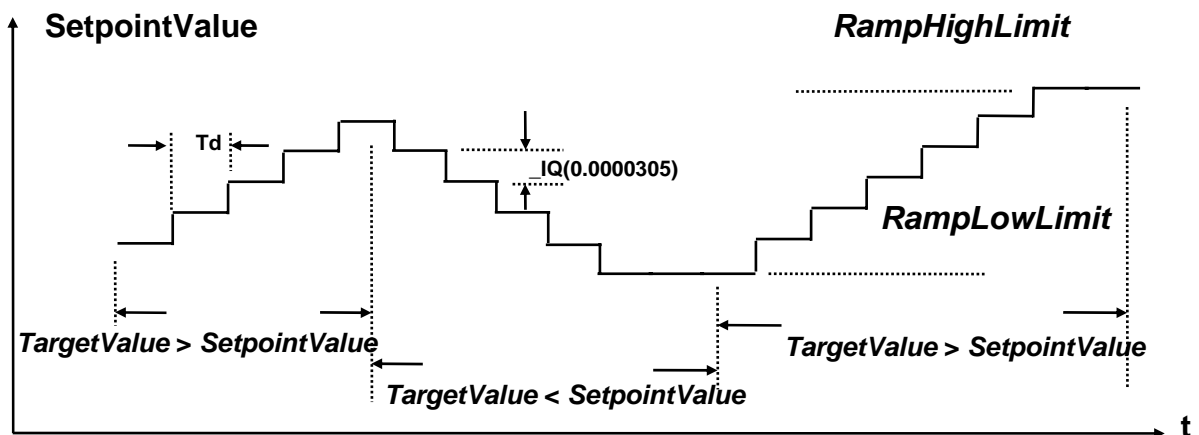 SetpointValue
RampHighLimit
Td
_IQ(0.0000305)
RampLowLimit
TargetValue > SetpointValue
TargetValue > SetpointValue
TargetValue < SetpointValue
t